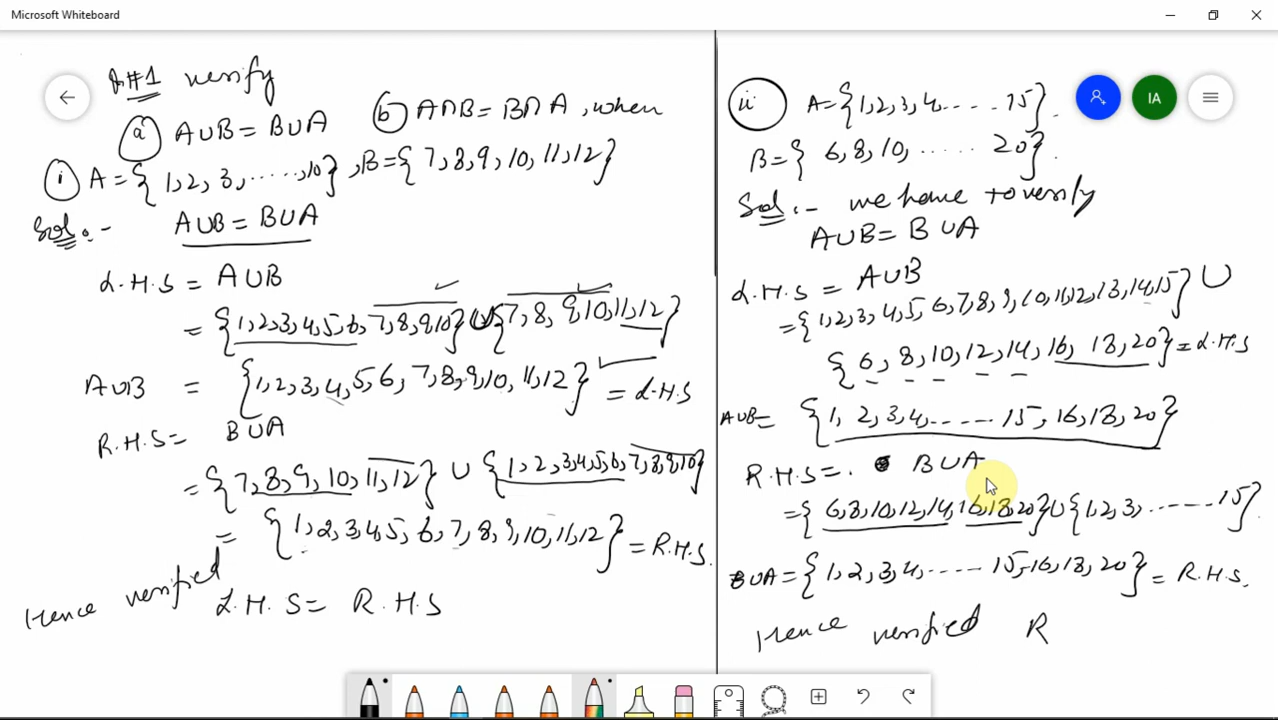 Microsoft Whiteboard
Q#1 verify
(a) A∪B = B∪A (b) A∩B = B∩A, when
(i) A = {1,2,3,.....,10}, B = {7,8,9,10,11,12}
Sol:- A∪B = B∪A
L.H.S = A∪B
= {1,2,3,4,5,6,7,8,9,10} ∪ {7,8,9,10,11,12}
A∪B = {1,2,3,4,5,6,7,8,9,10,11,12} = L.H.S
R.H.S = B∪A
= {7,8,9,10,11,12} ∪ {1,2,3,4,5,6,7,8,9,10}
= {1,2,3,4,5,6,7,8,9,10,11,12} = R.H.S.
Hence verified
L.H.S = R.H.S
ii A = {1,2,3,4,.....15}.
B = {6,8,10,.....20}.
Sol:- we have to verify
A∪B = B∪A
L.H.S = A∪B
= {1,2,3,4,5,6,7,8,9,10,11,12,13,14,15} ∪
{6,8,10,12,14,16,18,20} = L.H.S
A∪B = {1,2,3,4,.....15,16,18,20}
R.H.S = . B∪A
= {6,8,10,12,14,16,18,20} ∪ {1,2,3,.....15}.
B∪A = {1,2,3,4,.....15,16,18,20} = R.H.S.
Hence verified R
IA